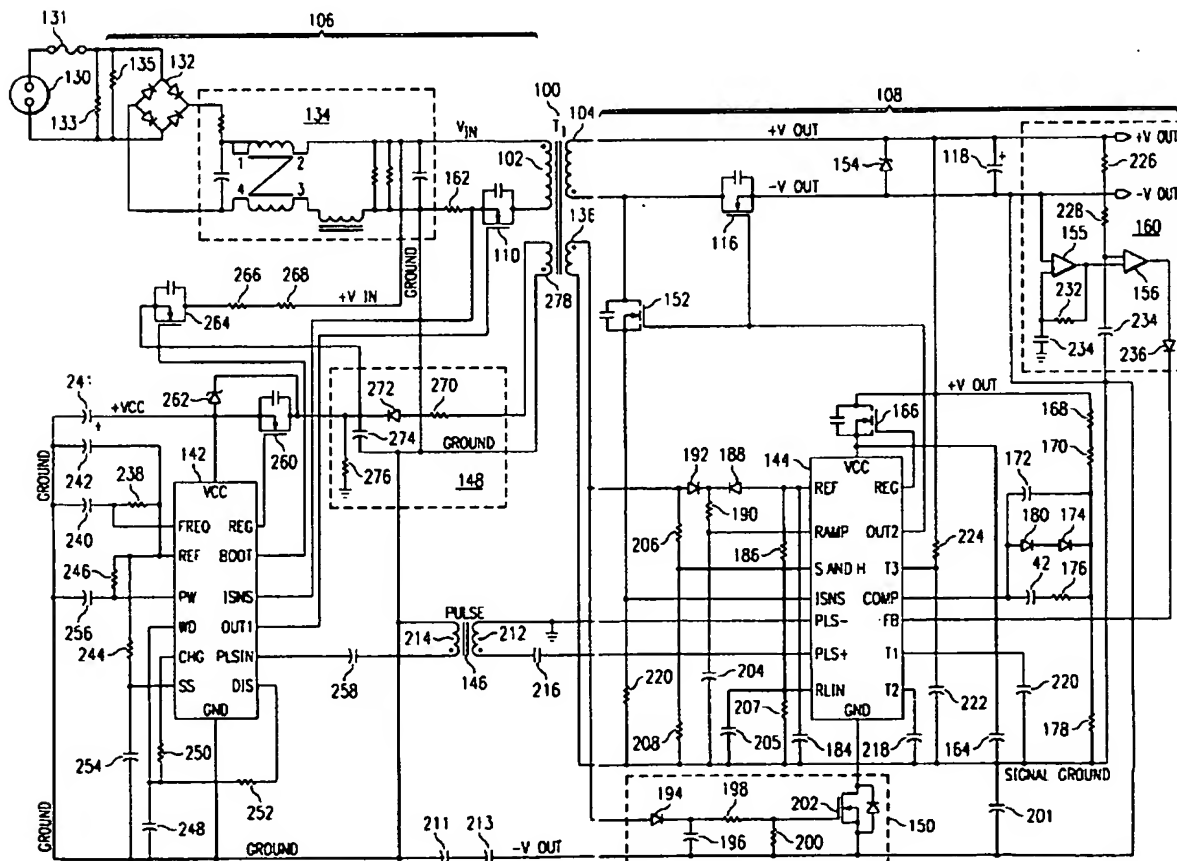 131
106
130
135
132
133
134
1
2
4
3
V IN
162
110
100
T
1
104
102
136
278
108
+V OUT
-V OUT
154
118
116
+V OUT
226
-V OUT
228
160
155
156
232
234
234
236
GROUND
266
268
+V IN
264
152
241
+VCC
+
262
260
272
270
274
276
GROUND
148
GROUND
242
238
240
142
VCC
FREQ
REG
REF
BOOT
PW
ISNS
WD
OUT1
CHG
PLSIN
SS
DIS
GND
246
256
244
250
254
252
248
GROUND
GROUND
258
PULSE
214
212
146
216
211
213
-V OUT
+V OUT
166
168
170
172
180
174
42
176
144
VCC
REF
REG
RAMP
OUT2
S AND H
T3
ISNS
COMP
PLS-
FB
PLS+
T1
RLIN
T2
GND
192
188
190
186
206
224
204
220
207
208
205
184
218
222
164
220
178
SIGNAL GROUND
201
194
198
202
196
200
150